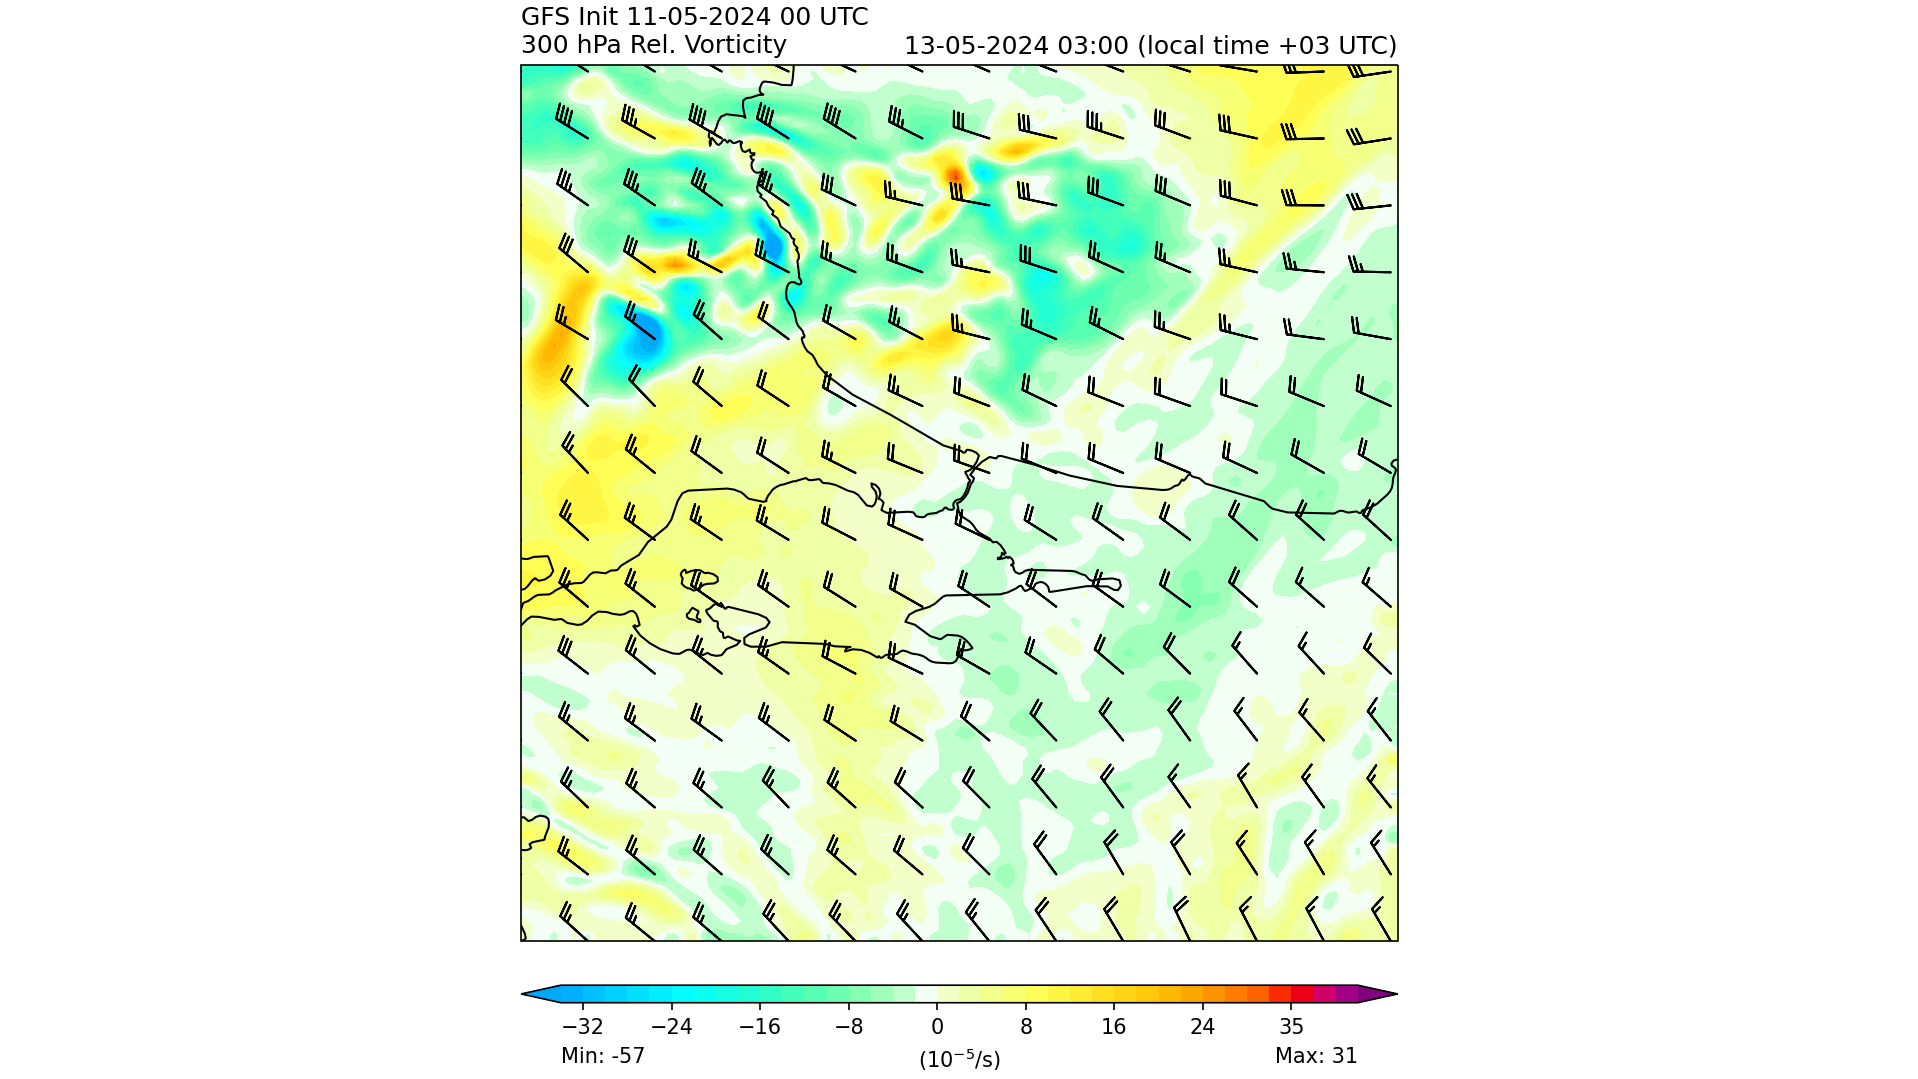 GFS Init 11-05-2024 00 UTC
300 hPa Rel. Vorticity
13-05-2024 03:00 (local time +03 UTC)
−32 −24 −16 −8 0 8 16 24 35
Min: -57
(10⁻⁵/s)
Max: 31